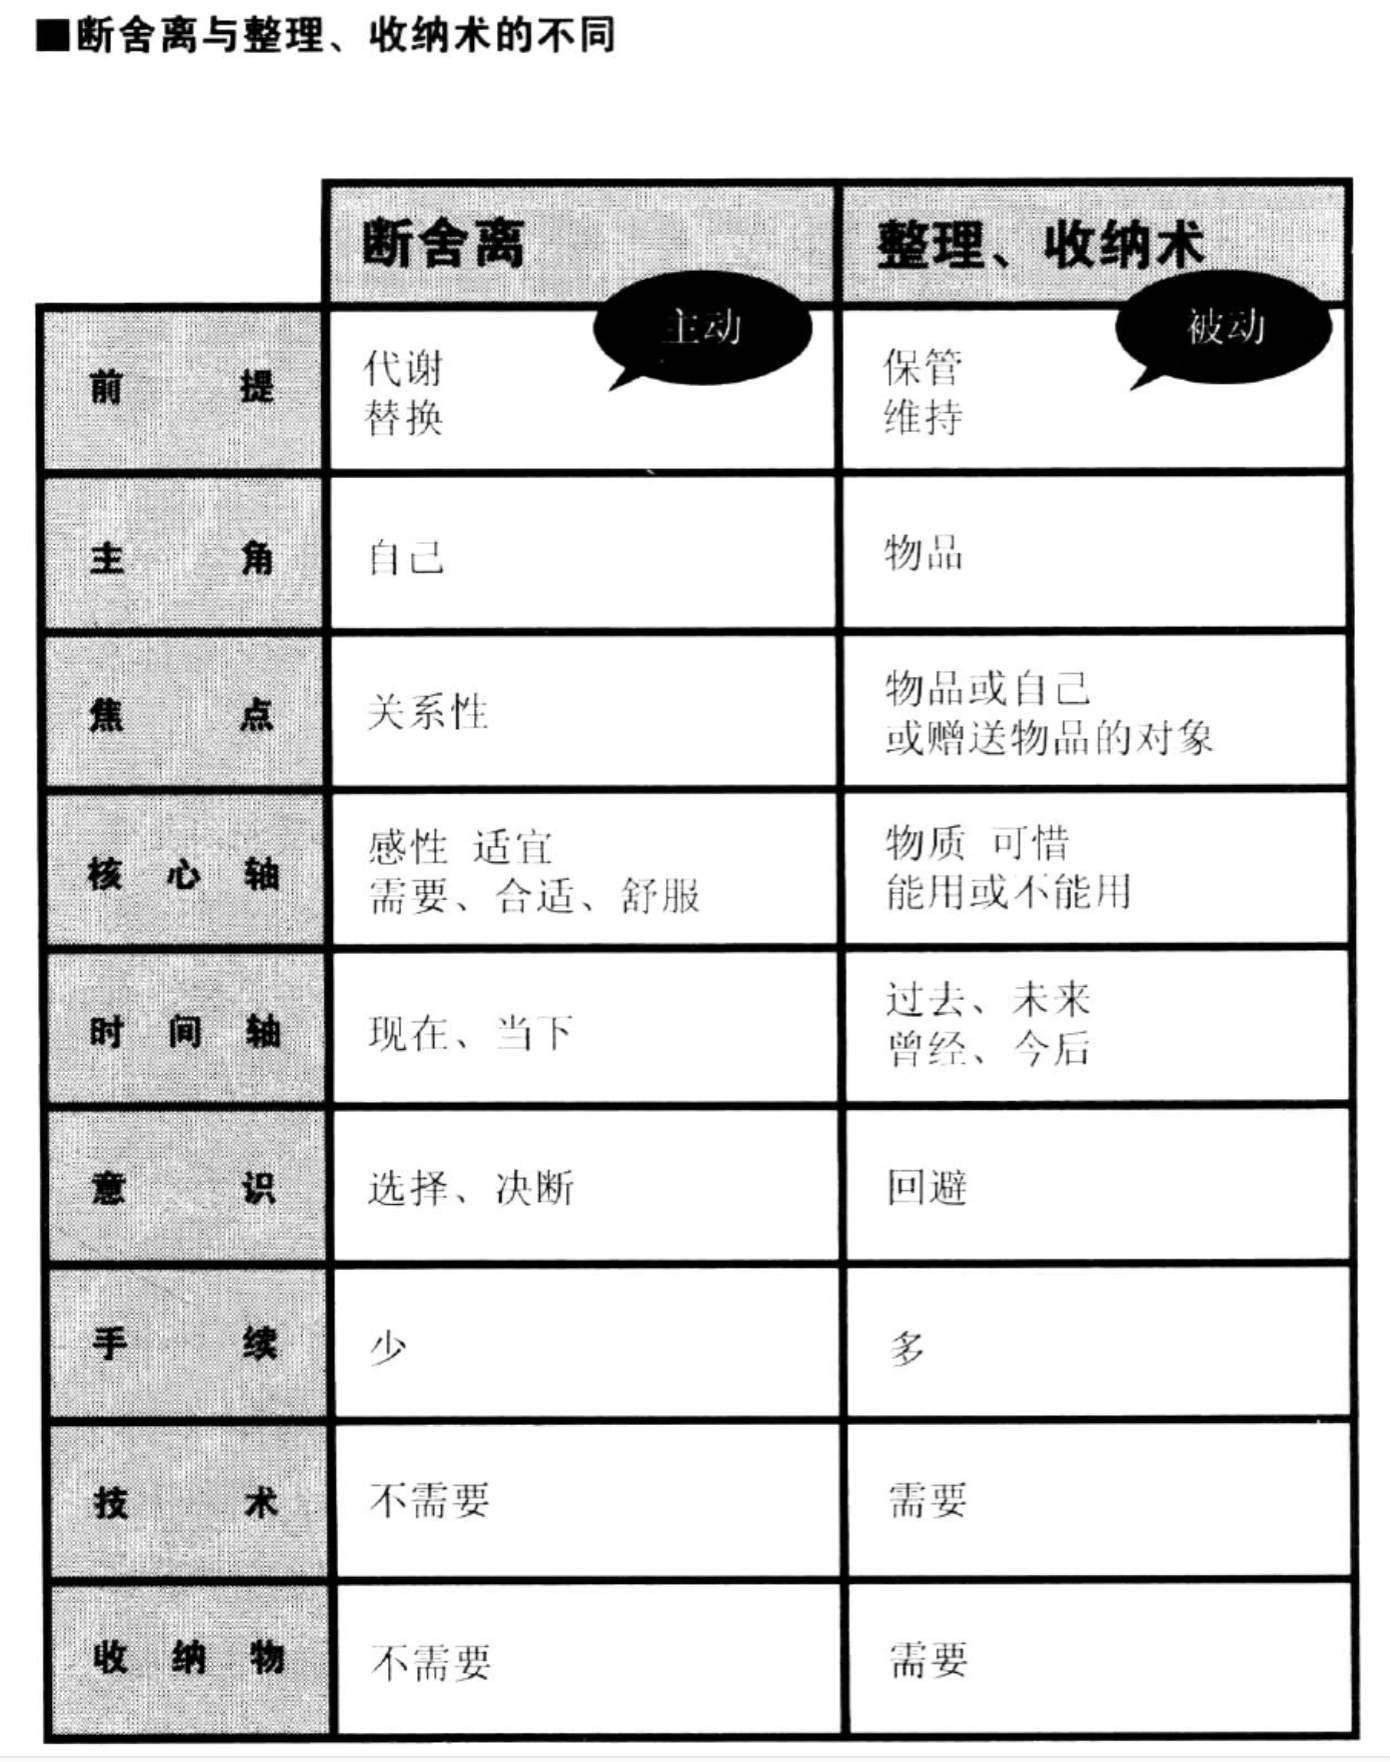 ■断舍离与整理、收纳术的不同
断舍离 整理、收纳术
主动 被动
前提 代谢 保管
替换 维持
主角 自己 物品
焦点 关系性 物品或自己
或赠送物品的对象
核心轴 感性 适宜 物质 可惜
需要、合适、舒服 能用或不能用
时间轴 现在、当下 过去、未来
曾经、今后
意识 选择、决断 回避
手续 少 多
技术 不需要 需要
收纳物 不需要 需要